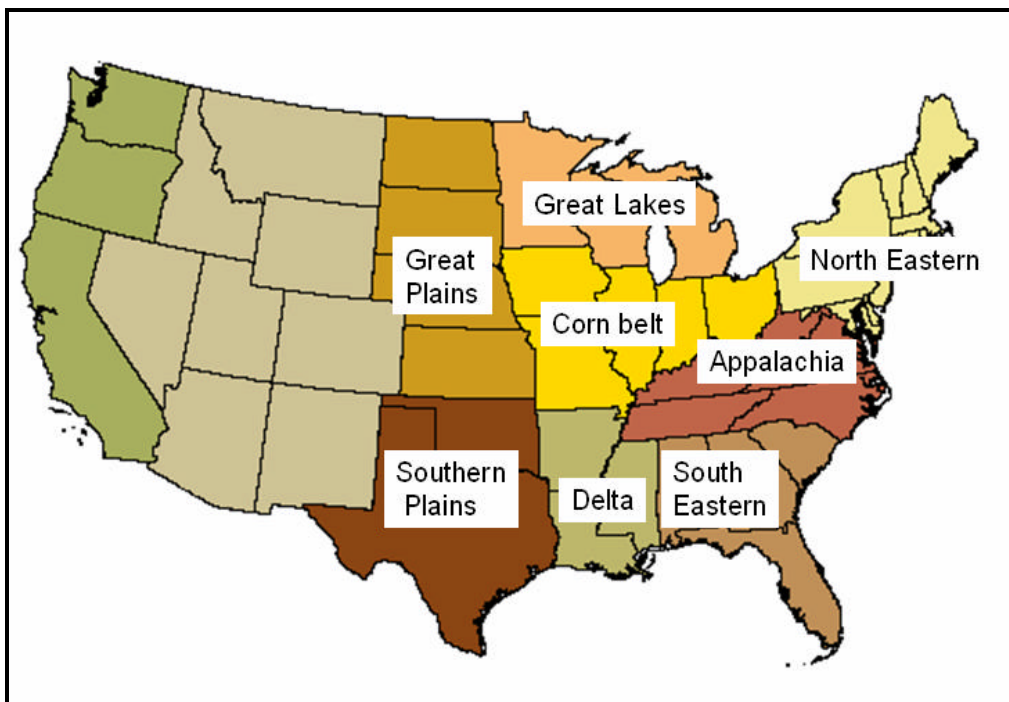 Great Lakes
North Eastern
Great
Plains
Corn belt
Appalachia
Southern
Plains
Delta
South
Eastern